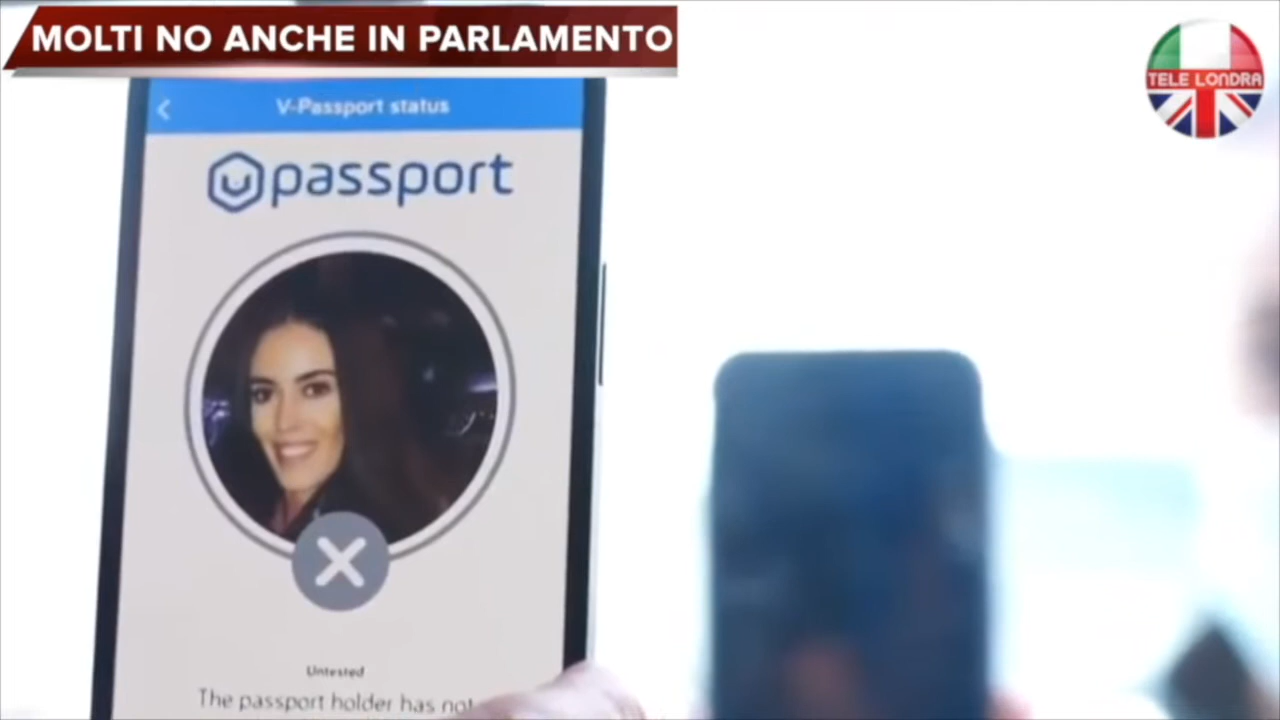 MOLTI NO ANCHE IN PARLAMENTO
TELE LONDRA
V-Passport status
passport
Untested
The passport holder has not